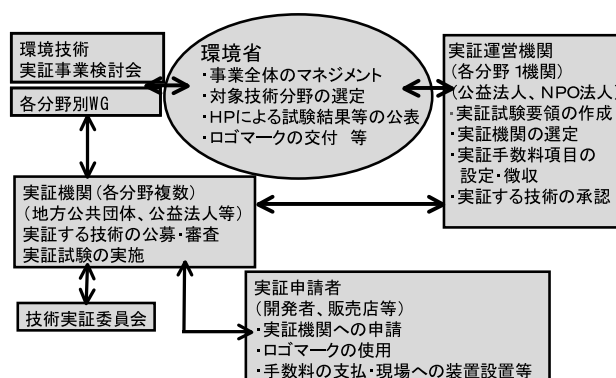 環境技術
実証事業検討会
各分野別WG
環境省
・事業全体のマネジメント
・対象技術分野の選定
・HPによる試験結果等の公表
・ロゴマークの交付 等
実証運営機関
(各分野1機関)
(公益法人、NPO法人)
・実証試験要領の作成
・実証機関の選定
・実証手数料項目の
設定・徴収
・実証する技術の承認
実証機関(各分野複数)
(地方公共団体、公益法人等)
実証する技術の公募・審査
実証試験の実施
技術実証委員会
実証申請者
(開発者、販売店等)
・実証機関への申請
・ロゴマークの使用
・手数料の支払・現場への装置設置等